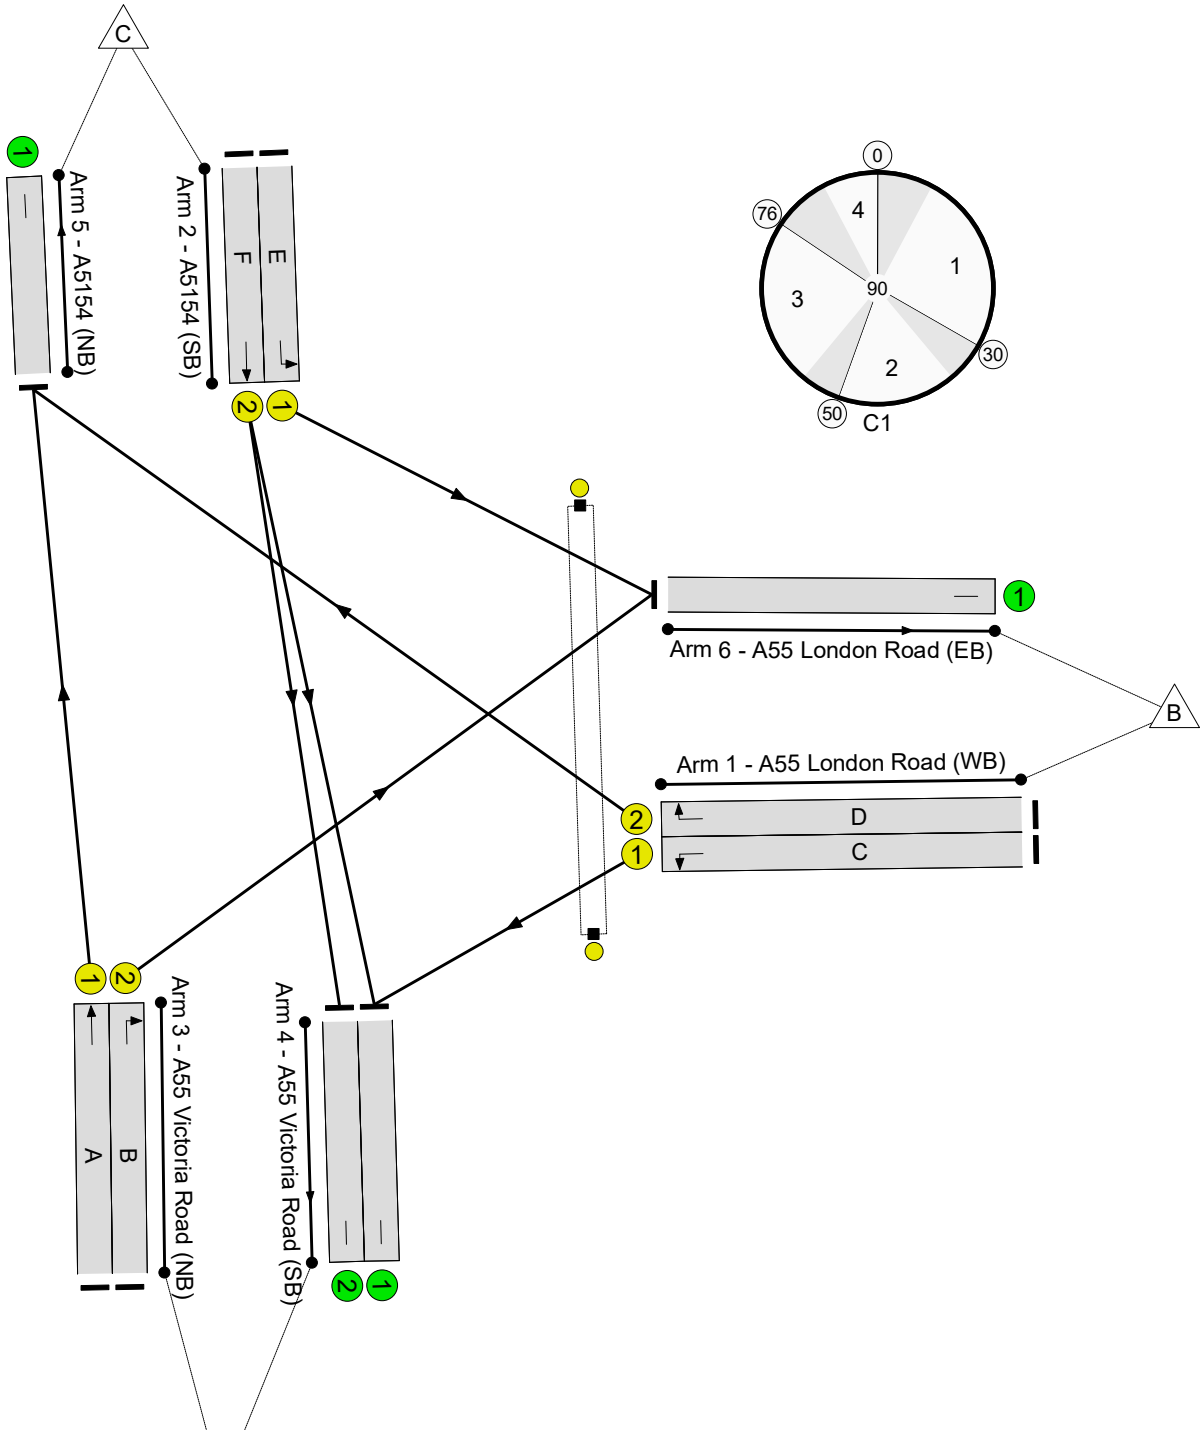 C
1
Arm 5 - A5154 (NB)
Arm 2 - A5154 (SB)
F
E
2
1
0
76
4
1
3
90
30
2
50
C1
1
Arm 6 - A55 London Road (EB)
B
Arm 1 - A55 London Road (WB)
2
D
1
C
1
2
Arm 3 - A55 Victoria Road (NB)
A
B
Arm 4 - A55 Victoria Road (SB)
2
1